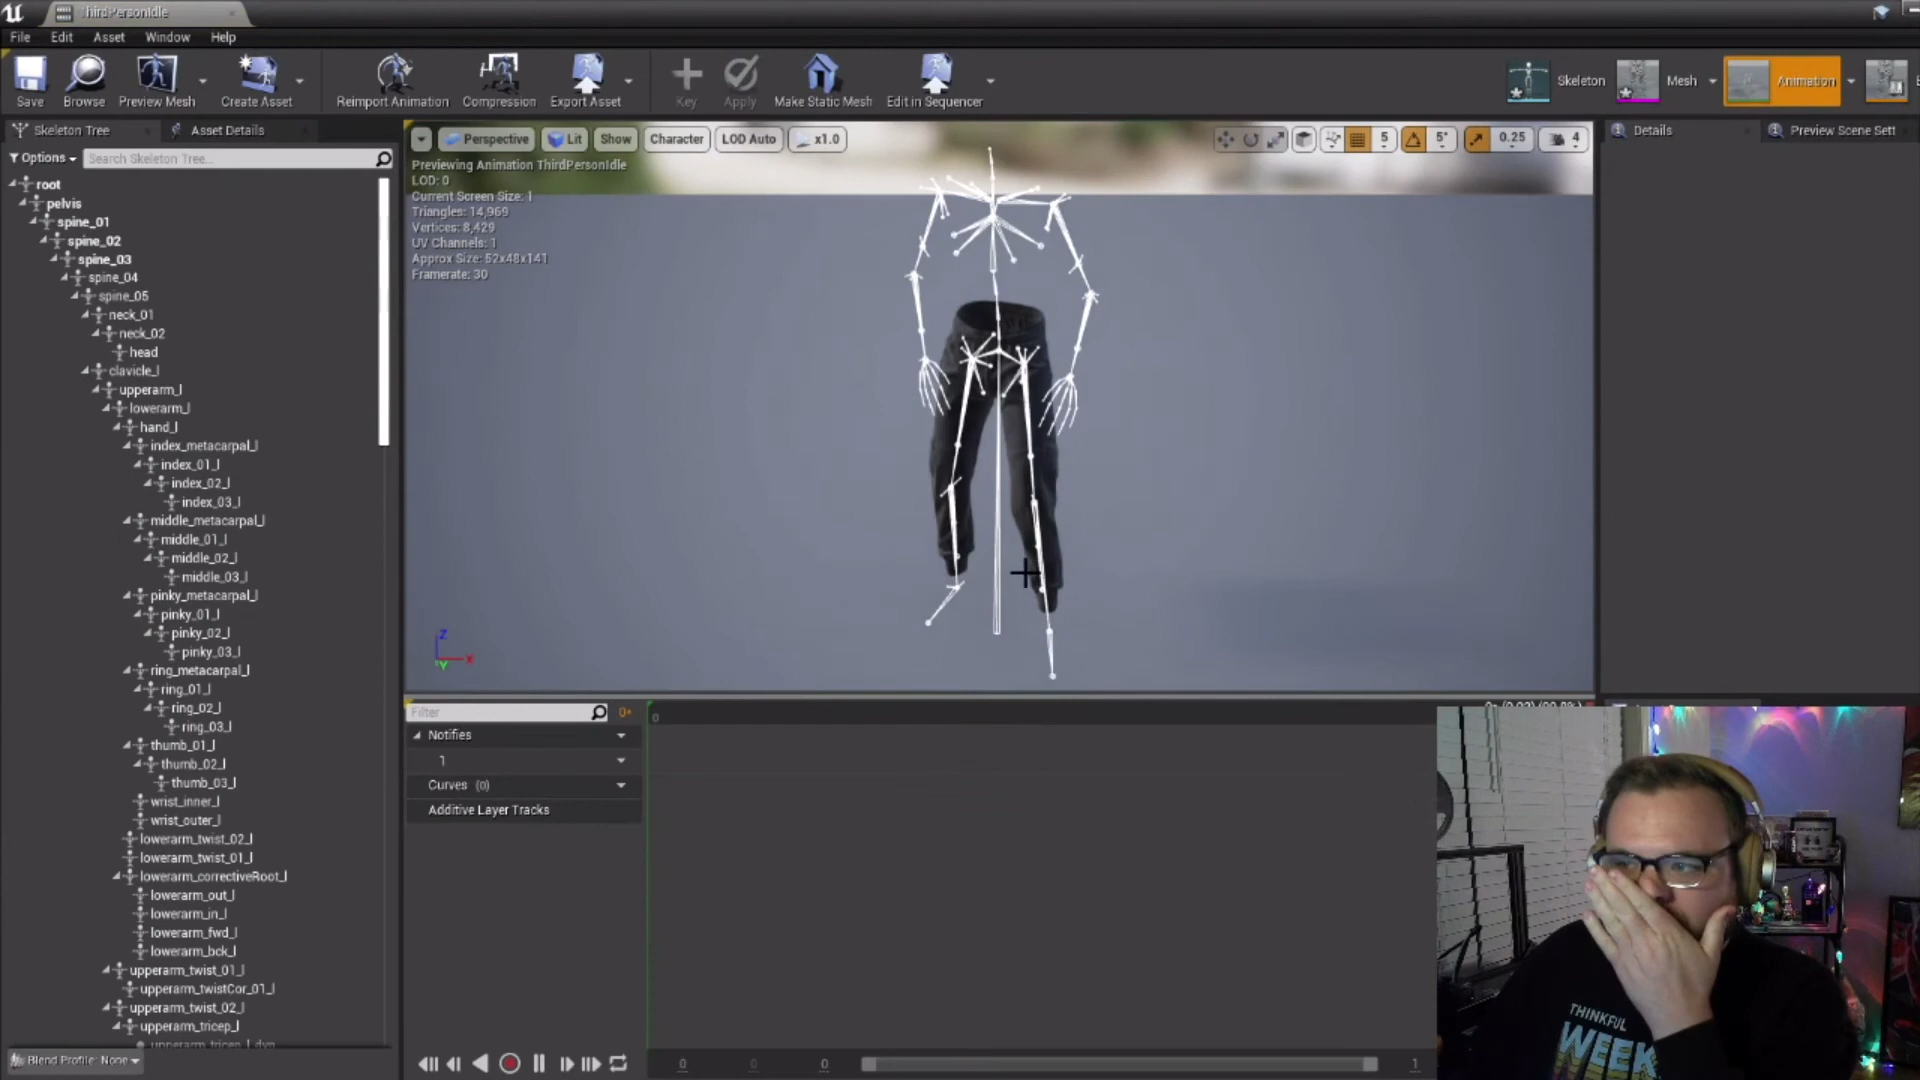 ThirdPersonIdle
File Edit Asset Window Help
Save Browse Preview Mesh Create Asset Reimport Animation Compression Export Asset Key Apply Make Static Mesh Edit in Sequencer Skeleton Mesh Animation
Skeleton Tree Asset Details
Options Search Skeleton Tree...
root
pelvis
spine_01
spine_02
spine_03
spine_04
spine_05
neck_01
neck_02
head
clavicle_l
upperarm_l
lowerarm_l
hand_l
index_metacarpal_l
index_01_l
index_02_l
index_03_l
middle_metacarpal_l
middle_01_l
middle_02_l
middle_03_l
pinky_metacarpal_l
pinky_01_l
pinky_02_l
pinky_03_l
ring_metacarpal_l
ring_01_l
ring_02_l
ring_03_l
thumb_01_l
thumb_02_l
thumb_03_l
wrist_inner_l
wrist_outer_l
lowerarm_twist_02_l
lowerarm_twist_01_l
lowerarm_correctiveRoot_l
lowerarm_out_l
lowerarm_in_l
lowerarm_fwd_l
lowerarm_bck_l
upperarm_twist_01_l
upperarm_twistCor_01_l
upperarm_twist_02_l
upperarm_tricep_l
Blend Profile: None
Perspective Lit Show Character LOD Auto x1.0 5 5° 0.25 4
Previewing Animation ThirdPersonIdle
LOD: 0
Current Screen Size: 1
Triangles: 14,969
Vertices: 8,429
UV Channels: 1
Approx Size: 52x48x141
Framerate: 30
Z
X
Y
Details Preview Scene Sett
Filter 0+ 0
Notifies
1
Curves (0)
Additive Layer Tracks
0 0 0 1
THINKFUL
WEEK